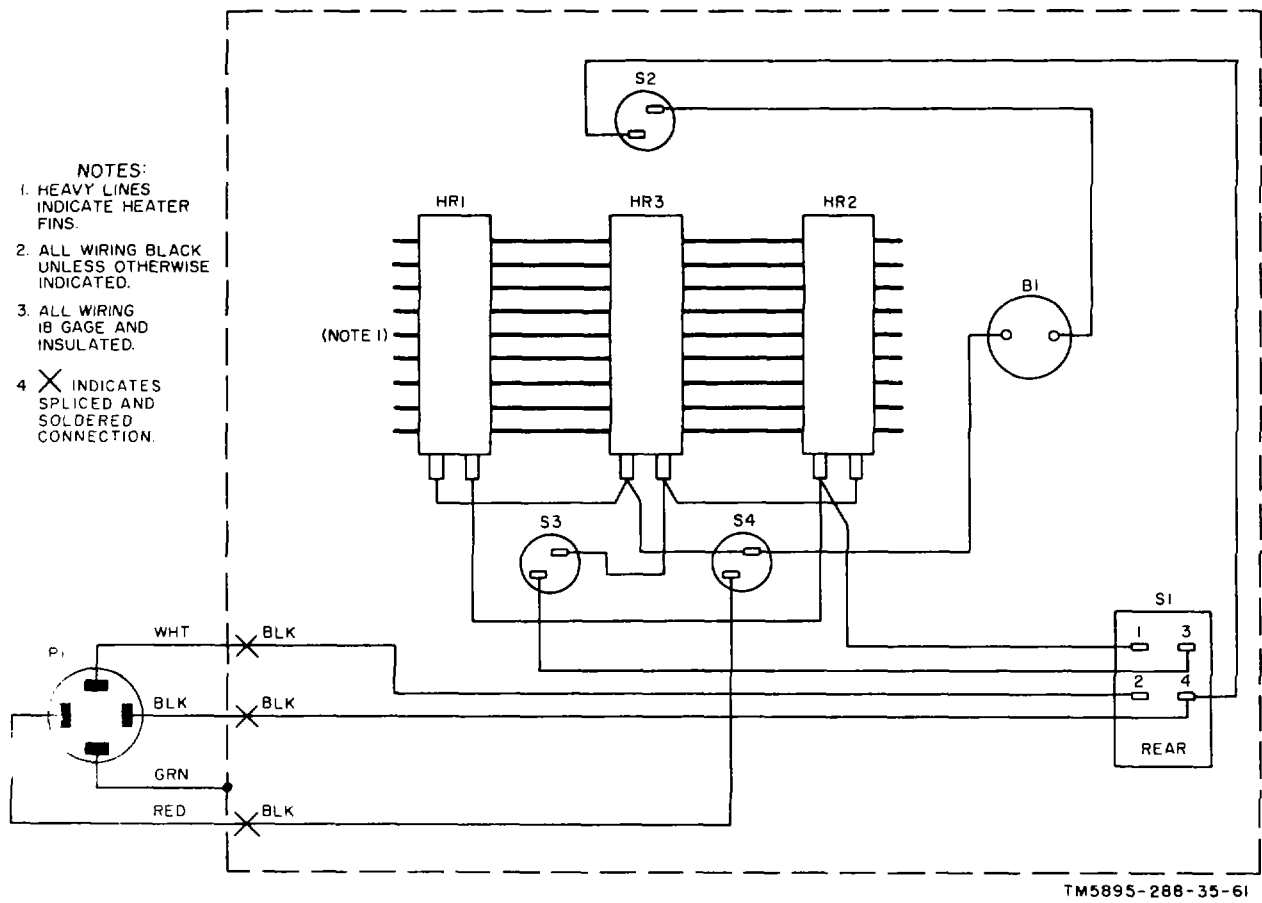 S2
NOTES:
1. HEAVY LINES
INDICATE HEATER
FINS.
2. ALL WIRING BLACK
UNLESS OTHERWISE
INDICATED.
3. ALL WIRING
18 GAGE AND
INSULATED.
4 X INDICATES
SPLICED AND
SOLDERED
CONNECTION.
HR1
HR3
HR2
B1
(NOTE 1)
S3
S4
S1
1 3
2 4
REAR
P1
WHT BLK
BLK BLK
GRN
RED BLK
TM5895-288-35-61